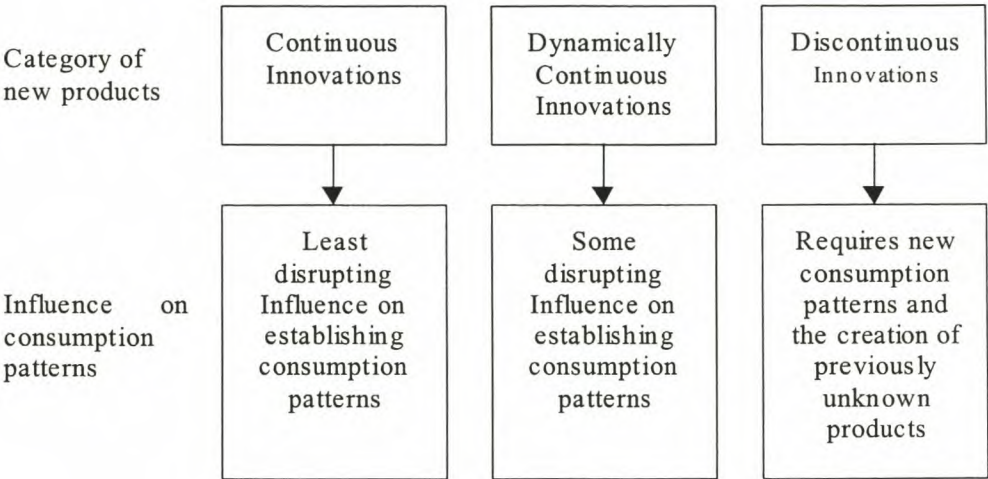 Category of
new products
Continuous
Innovations
Dynamically
Continuous
Innovations
Discontinuous
Innovations
Influence on
consumption
patterns
Least
disrupting
Influence on
establishing
consumption
patterns
Some
disrupting
Influence on
establishing
consumption
patterns
Requires new
consumption
patterns and
the creation of
previously
unknown
products